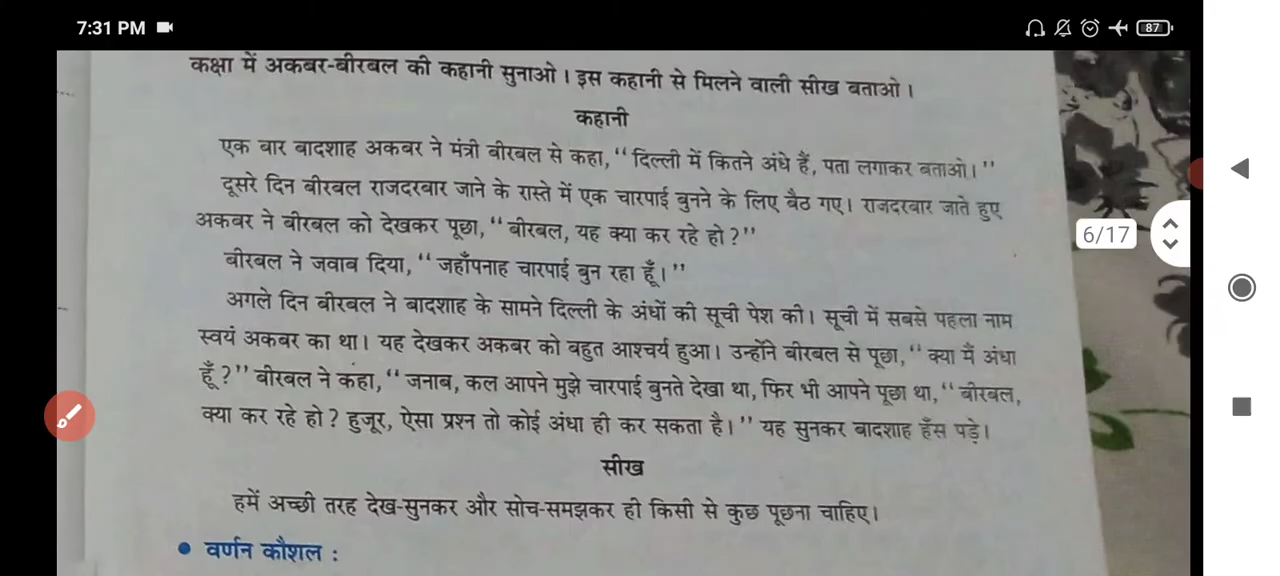 7:31 PM
87
कक्षा में अकबर-बीरबल की कहानी सुनाओ। इस कहानी से मिलने वाली सीख बताओ।
कहानी
एक बार बादशाह अकबर ने मंत्री बीरबल से कहा, “दिल्ली में कितने अंधे हैं, पता लगाकर बताओ।”
दूसरे दिन बीरबल राजदरबार जाने के रास्ते में एक चारपाई बुनने के लिए बैठ गए। राजदरबार जाते हुए
अकबर ने बीरबल को देखकर पूछा, “बीरबल, यह क्या कर रहे हो?”
6/17
बीरबल ने जवाब दिया, “जहाँपनाह चारपाई बुन रहा हूँ।”
अगले दिन बीरबल ने बादशाह के सामने दिल्ली के अंधों की सूची पेश की। सूची में सबसे पहला नाम
स्वयं अकबर का था। यह देखकर अकबर को बहुत आश्चर्य हुआ। उन्होंने बीरबल से पूछा, “क्या मैं अंधा
हूँ?” बीरबल ने कहा, “जनाब, कल आपने मुझे चारपाई बुनते देखा था, फिर भी आपने पूछा था, “बीरबल,
क्या कर रहे हो? हुजूर, ऐसा प्रश्न तो कोई अंधा ही कर सकता है।” यह सुनकर बादशाह हँस पड़े।
सीख
हमें अच्छी तरह देख-सुनकर और सोच-समझकर ही किसी से कुछ पूछना चाहिए।
• वर्णन कौशल :